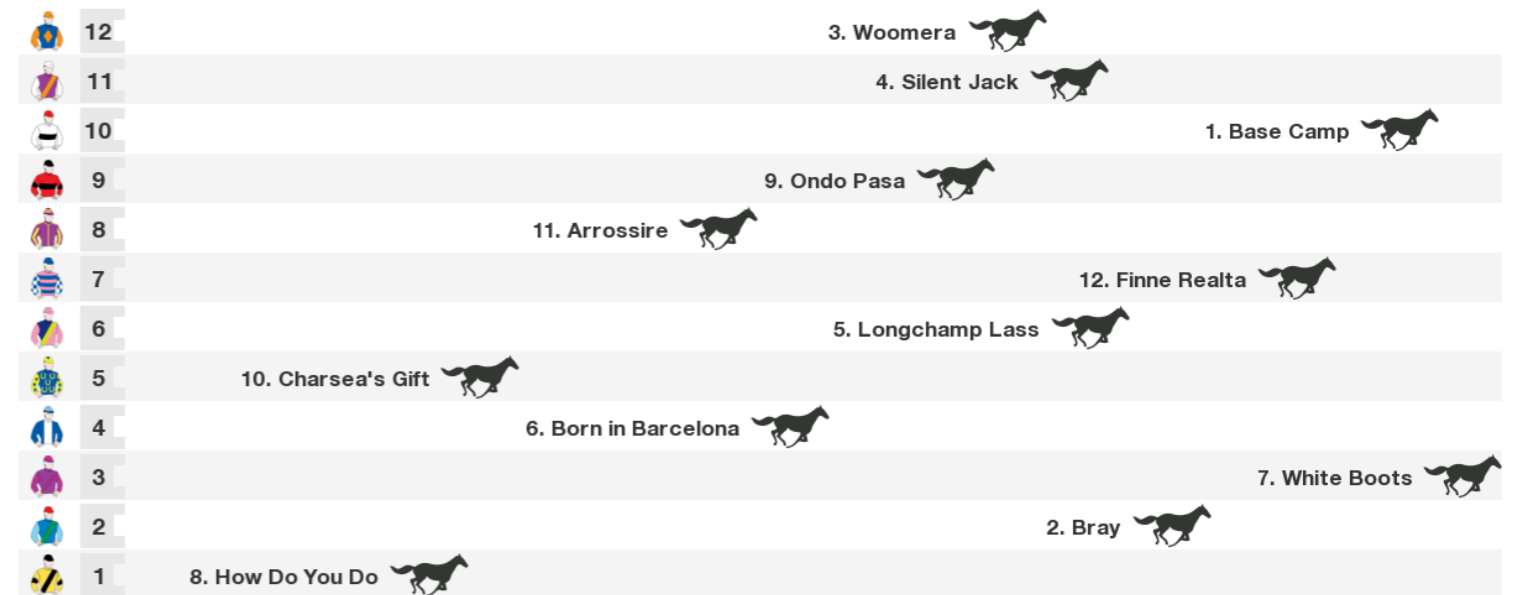 12 3. Woomera
11 4. Silent Jack
10 1. Base Camp
9 9. Ondo Pasa
8 11. Arrossire
7 12. Finne Realta
6 5. Longchamp Lass
5 10. Charsea's Gift
4 6. Born in Barcelona
3 7. White Boots
2 2. Bray
1 8. How Do You Do